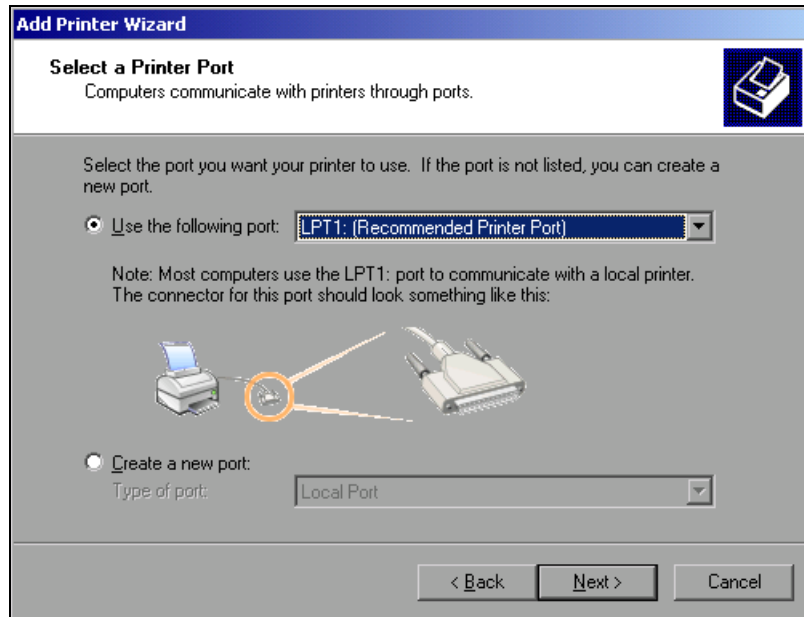 Add Printer Wizard
Select a Printer Port
Computers communicate with printers through ports.
Select the port you want your printer to use.  If the port is not listed, you can create a
new port.
Use the following port: LPT1: (Recommended Printer Port)
Note: Most computers use the LPT1: port to communicate with a local printer.
The connector for this port should look something like this:
Create a new port:
Type of port: Local Port
< Back Next > Cancel